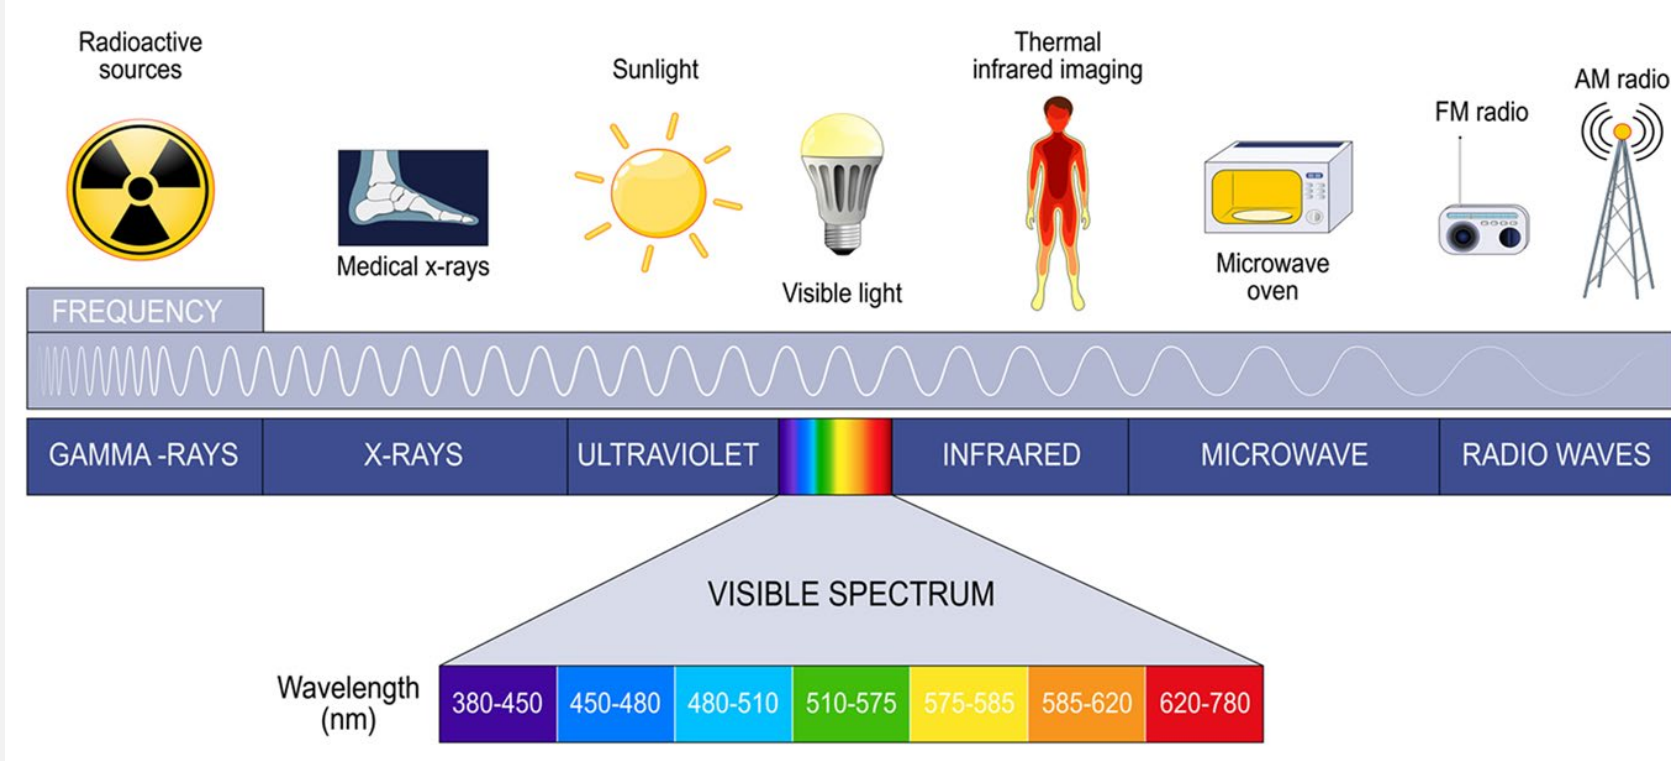 Radioactive
sources
Medical x-rays
Sunlight
Visible light
Thermal
infrared imaging
Microwave
oven
FM radio
AM radio
FREQUENCY
GAMMA -RAYS
X-RAYS
ULTRAVIOLET
INFRARED
MICROWAVE
RADIO WAVES
VISIBLE SPECTRUM
Wavelength
(nm)
380-450
450-480
480-510
510-575
575-585
585-620
620-780